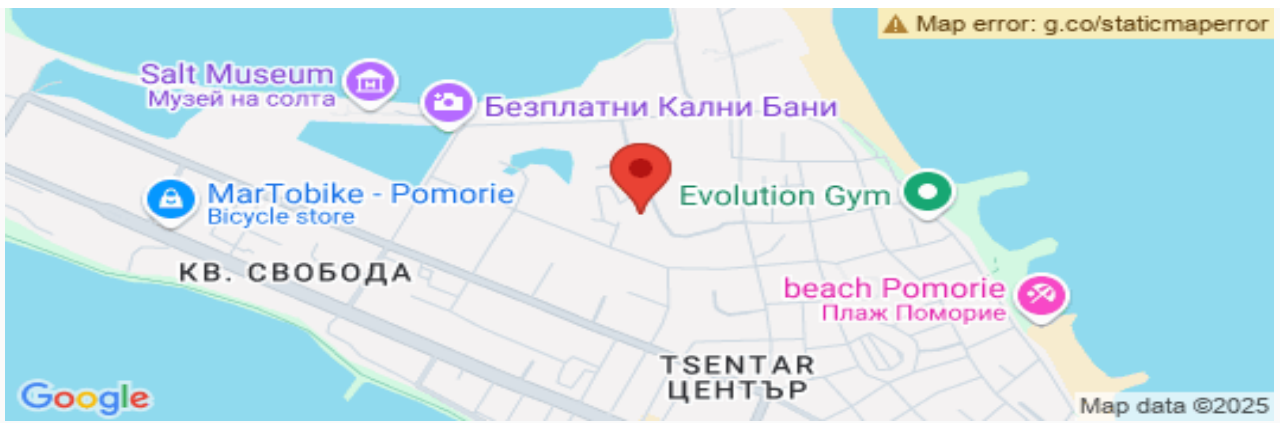 Map error: g.co/staticmaperror
Salt Museum
Музей на солта
Безплатни Кални Бани
MarTobike - Pomorie
Bicycle store
Evolution Gym
КВ. СВОБОДА
beach Pomorie
Плаж Поморие
TSENTAR
ЦЕНТЪР
Google
Map data ©2025